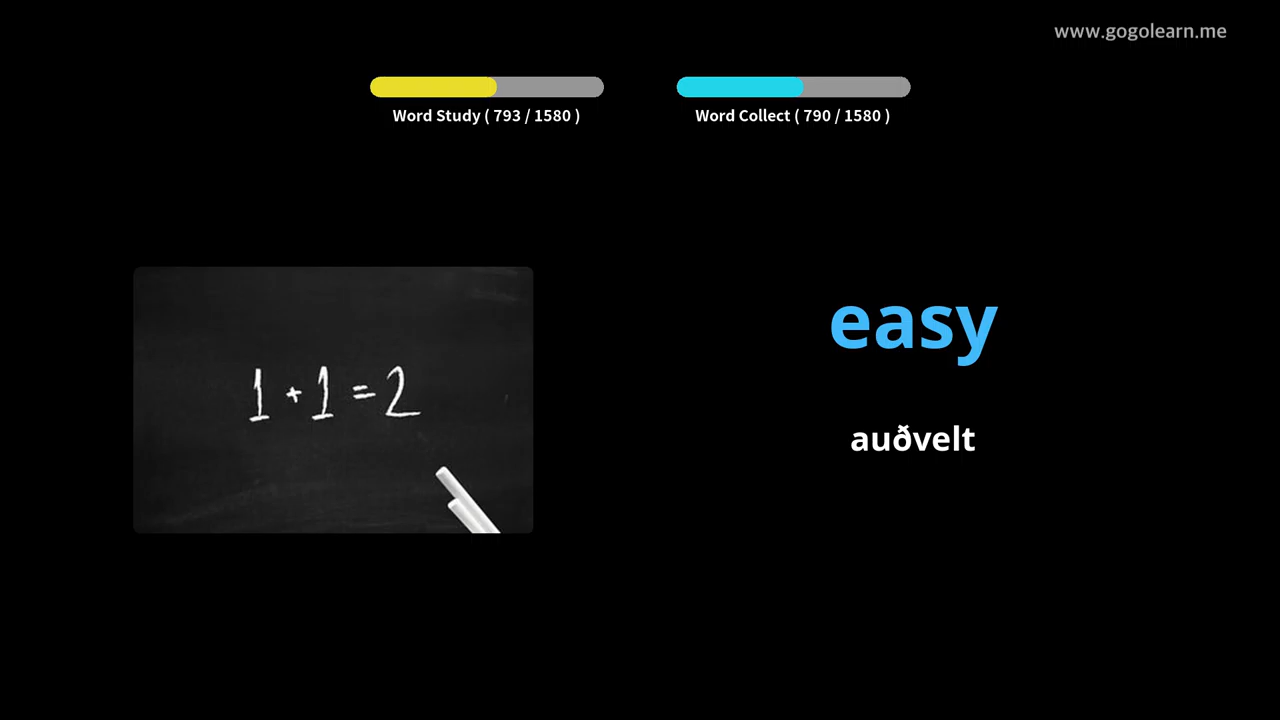 www.gogolearn.me
Word Study ( 793 / 1580 )
Word Collect ( 790 / 1580 )
1 + 1 = 2
easy
auðvelt